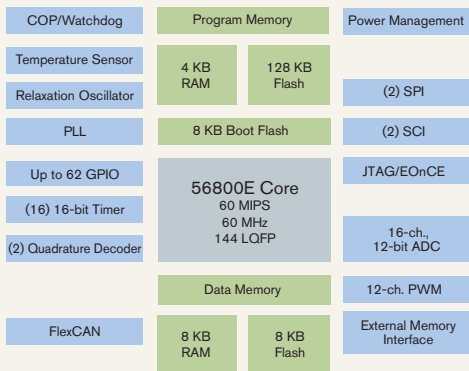 COP/Watchdog
Program Memory
Power Management
Temperature Sensor
4 KB
RAM
128 KB
Flash
Relaxation Oscillator
(2) SPI
PLL
8 KB Boot Flash
(2) SCI
Up to 62 GPIO
56800E Core
60 MIPS
60 MHz
144 LQFP
JTAG/EOnCE
(16) 16-bit Timer
(2) Quadrature Decoder
16-ch.,
12-bit ADC
Data Memory
12-ch. PWM
FlexCAN
8 KB
RAM
8 KB
Flash
External Memory
Interface